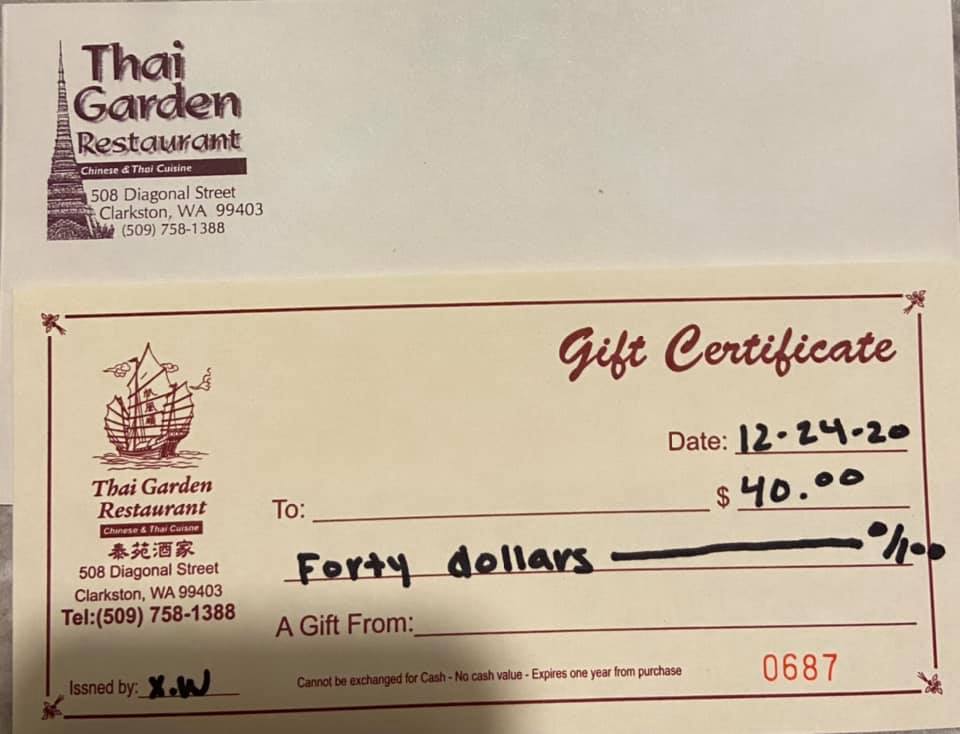 Thai
Garden
Restaurant
Chinese & Thai Cuisine
508 Diagonal Street
Clarkston, WA 99403
(509) 758-1388
Gift Certificate
Date: 12-24-20
$ 40.00
To:
Forty dollars 0/100
A Gift From:
Thai Garden
Restaurant
Chinese & Thai Cuisne
泰苑酒家
508 Diagonal Street
Clarkston, WA 99403
Tel:(509) 758-1388
Issned by: X.W
Cannot be exchanged for Cash - No cash value - Expires one year from purchase
0687